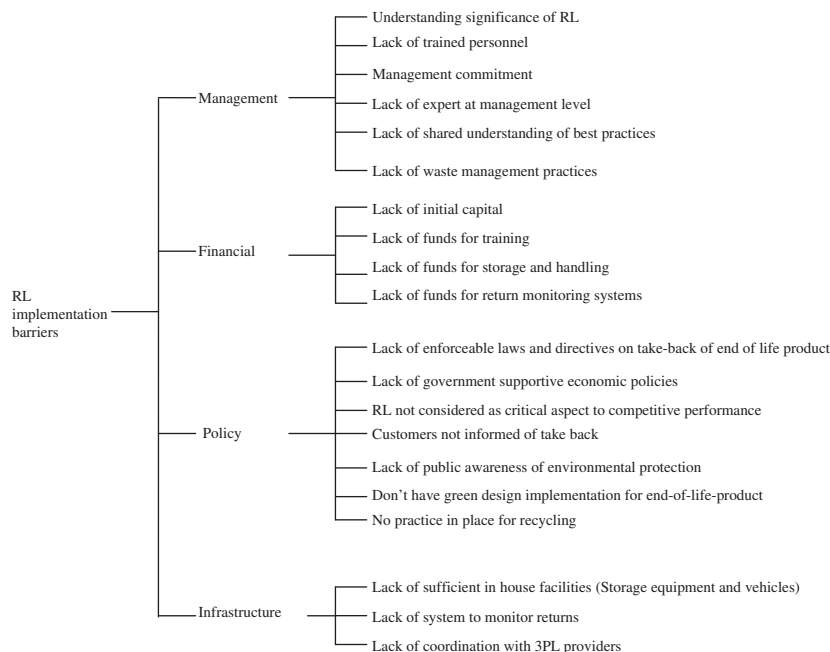 RL
implementation
barriers
Management
Understanding significance of RL
Lack of trained personnel
Management commitment
Lack of expert at management level
Lack of shared understanding of best practices
Lack of waste management practices
Financial
Lack of initial capital
Lack of funds for training
Lack of funds for storage and handling
Lack of funds for return monitoring systems
Policy
Lack of enforceable laws and directives on take-back of end of life product
Lack of government supportive economic policies
RL not considered as critical aspect to competitive performance
Customers not informed of take back
Lack of public awareness of environmental protection
Don't have green design implementation for end-of-life-product
No practice in place for recycling
Infrastructure
Lack of sufficient in house facilities (Storage equipment and vehicles)
Lack of system to monitor returns
Lack of coordination with 3PL providers